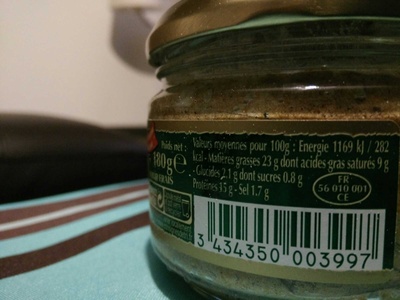 Poids net :
180g e
Valeurs moyennes pour 100g : Energie 1169 kJ / 282
kcal - Matières grasses 23 g dont acides gras saturés 9 g
- Glucides 2.1 g dont sucres 0.8 g
Protéines 15 g - Sel 1.7 g
FR
56 010 001
CE
3 434350 003997